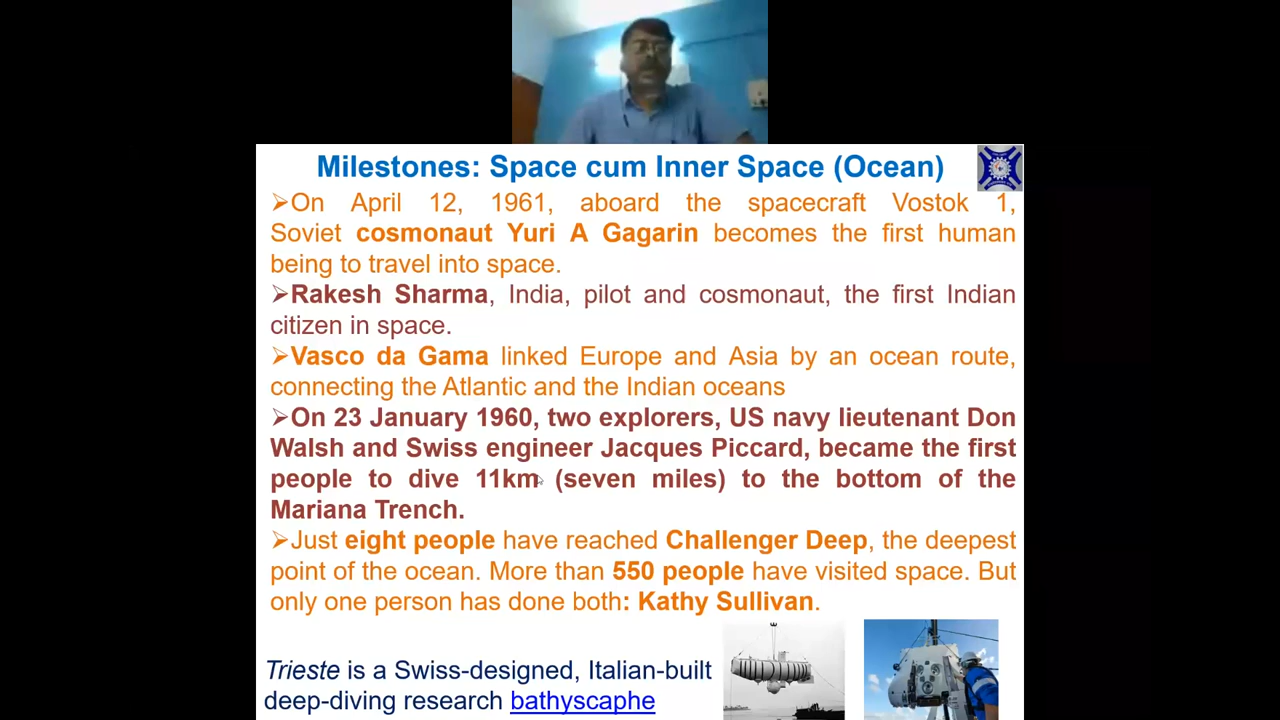 Milestones: Space cum Inner Space (Ocean)
➢On April 12, 1961, aboard the spacecraft Vostok 1,
Soviet cosmonaut Yuri A Gagarin becomes the first human
being to travel into space.
➢Rakesh Sharma, India, pilot and cosmonaut, the first Indian
citizen in space.
➢Vasco da Gama linked Europe and Asia by an ocean route,
connecting the Atlantic and the Indian oceans
➢On 23 January 1960, two explorers, US navy lieutenant Don
Walsh and Swiss engineer Jacques Piccard, became the first
people to dive 11km (seven miles) to the bottom of the
Mariana Trench.
➢Just eight people have reached Challenger Deep, the deepest
point of the ocean. More than 550 people have visited space. But
only one person has done both: Kathy Sullivan.
Trieste is a Swiss-designed, Italian-built
deep-diving research bathyscaphe